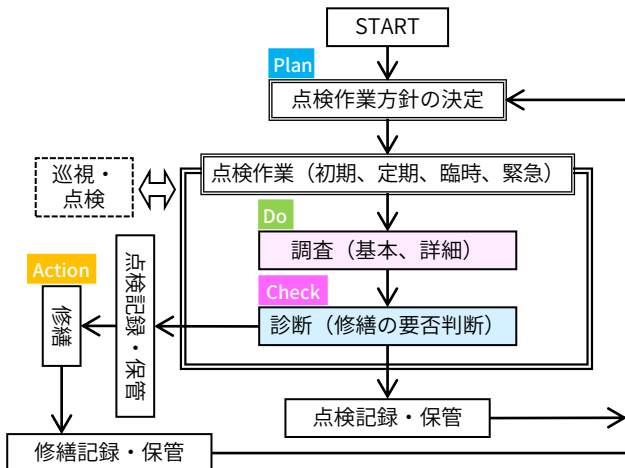 START
Plan
点検作業方針の決定
巡視・
点検
点検作業（初期、定期、臨時、緊急）
Do
調査（基本、詳細）
Action
点検記録・保管
Check
修繕
診断（修繕の要否判断）
点検記録・保管
修繕記録・保管